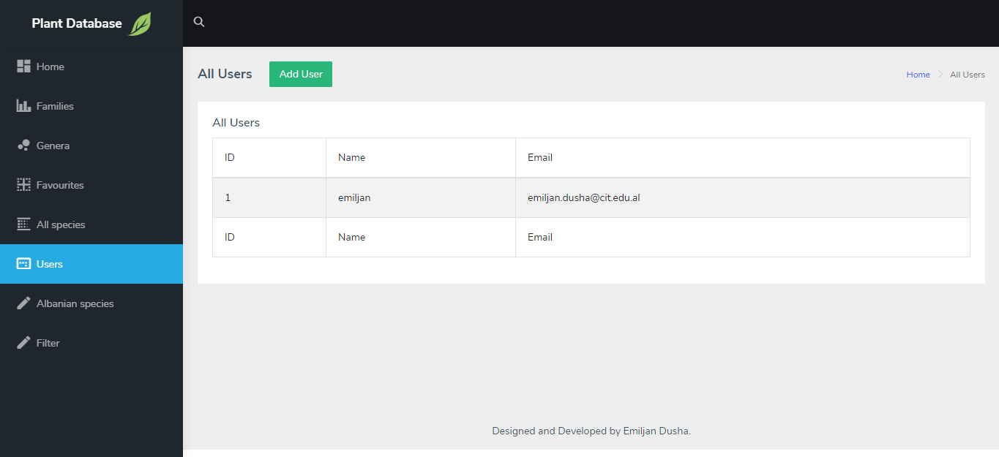 Plant Database
Home
Families
Genera
Favourites
All species
Users
Albanian species
Filter
All Users
Add User
Home > All Users
All Users
ID Name Email
1 emiljan emiljan.dusha@cit.edu.al
ID Name Email
Designed and Developed by Emiljan Dusha.